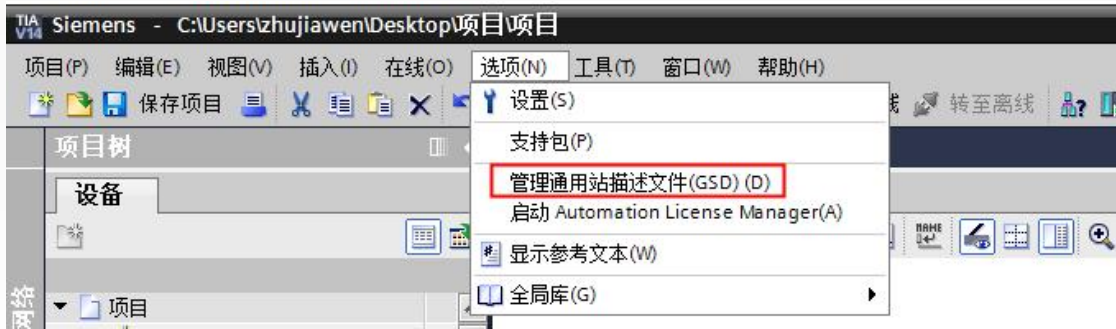 TIA V14 Siemens - C:\Users\zhujiawen\Desktop\项目\项目
项目(P) 编辑(E) 视图(V) 插入(I) 在线(O) 选项(N) 工具(T) 窗口(W) 帮助(H)
保存项目 设置(S) 转至离线
支持包(P)
项目树
管理通用站描述文件(GSD) (D)
设备
启动 Automation License Manager(A)
NAME
显示参考文本(W)
全局库(G)
项目
网络